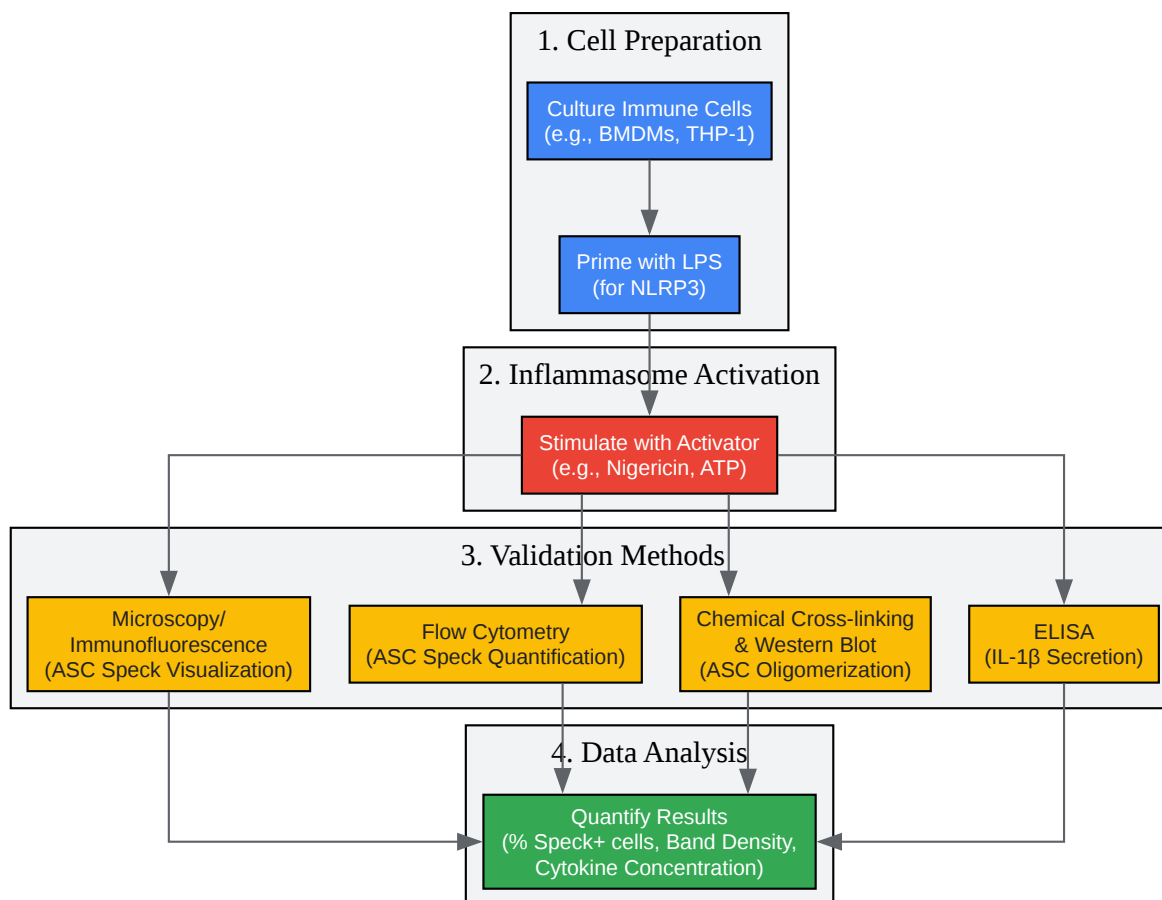 1. Cell Preparation
Culture Immune Cells
(e.g., BMDMs, THP-1)
Prime with LPS
(for NLRP3)
2. Inflammasome Activation
Stimulate with Activator
(e.g., Nigericin, ATP)
3. Validation Methods
Microscopy/
Immunofluorescence
(ASC Speck Visualization)
Flow Cytometry
(ASC Speck Quantification)
Chemical Cross-linking
& Western Blot
(ASC Oligomerization)
ELISA
(IL-1β Secretion)
4. Data Analysis
Quantify Results
(% Speck+ cells, Band Density,
Cytokine Concentration)